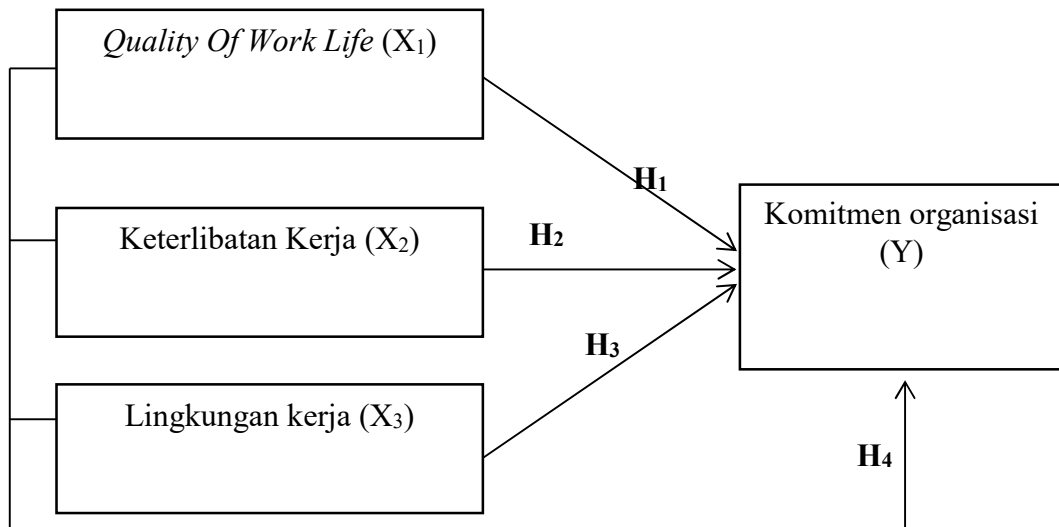 Quality Of Work Life (X₁)
H₁
Komitmen organisasi
(Y)
Keterlibatan Kerja (X₂)
H₂
H₃
Lingkungan kerja (X₃)
H₄